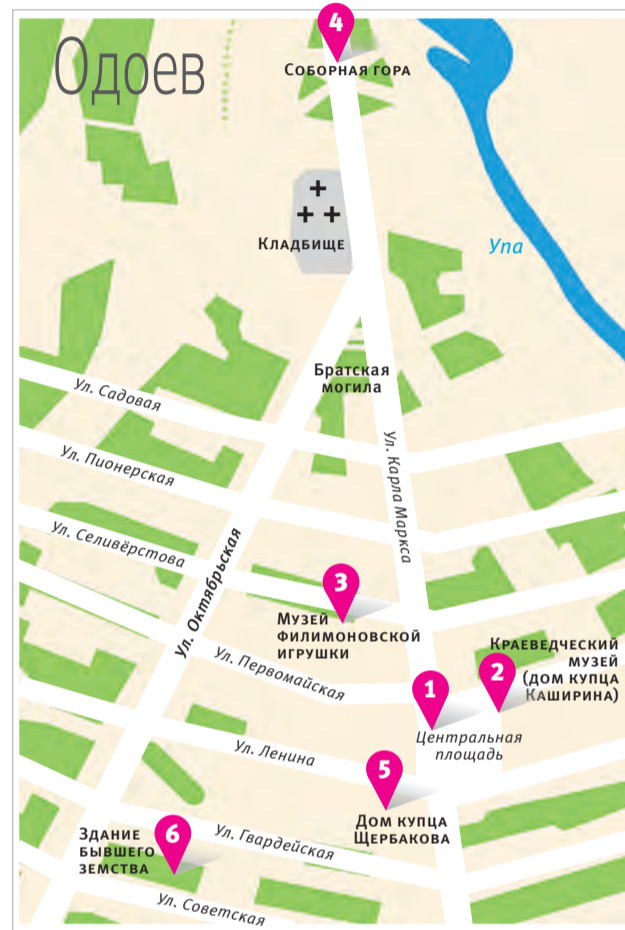 4
Одоев
Соборная гора
Кладбище
Упа
Братская
могила
Ул. Садовая
Ул. Карла Маркса
Ул. Пионерская
Ул. Селивёрстова
Ул. Октябрьская
3
Музей
филимоновской
игрушки
Краеведческий
музей
(дом купца
Каширина)
2
1
Ул. Первомайская
Центральная
площадь
Ул. Ленина
5
Дом купца
Щербакова
6
Здание
бывшего
земства
Ул. Гвардейская
Ул. Советская